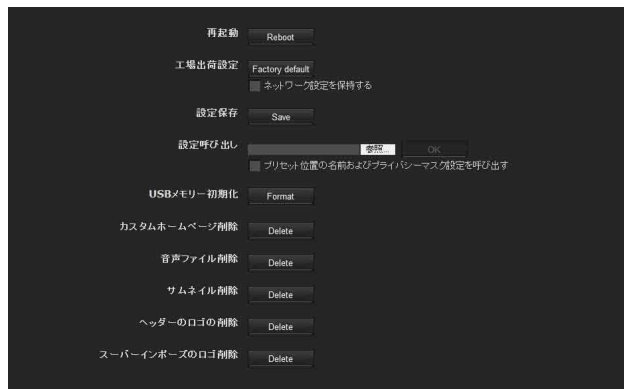 再起動 Reboot
工場出荷設定 Factory default
ネットワーク設定を保持する
設定保存 Save
設定呼び出し 参照... OK
プリセット位置の名前およびプライバシーマスク設定を呼び出す
USBメモリー初期化 Format
カスタムホームページ削除 Delete
音声ファイル削除 Delete
サムネイル削除 Delete
ヘッダーのロゴの削除 Delete
スーパーインポーズのロゴ削除 Delete